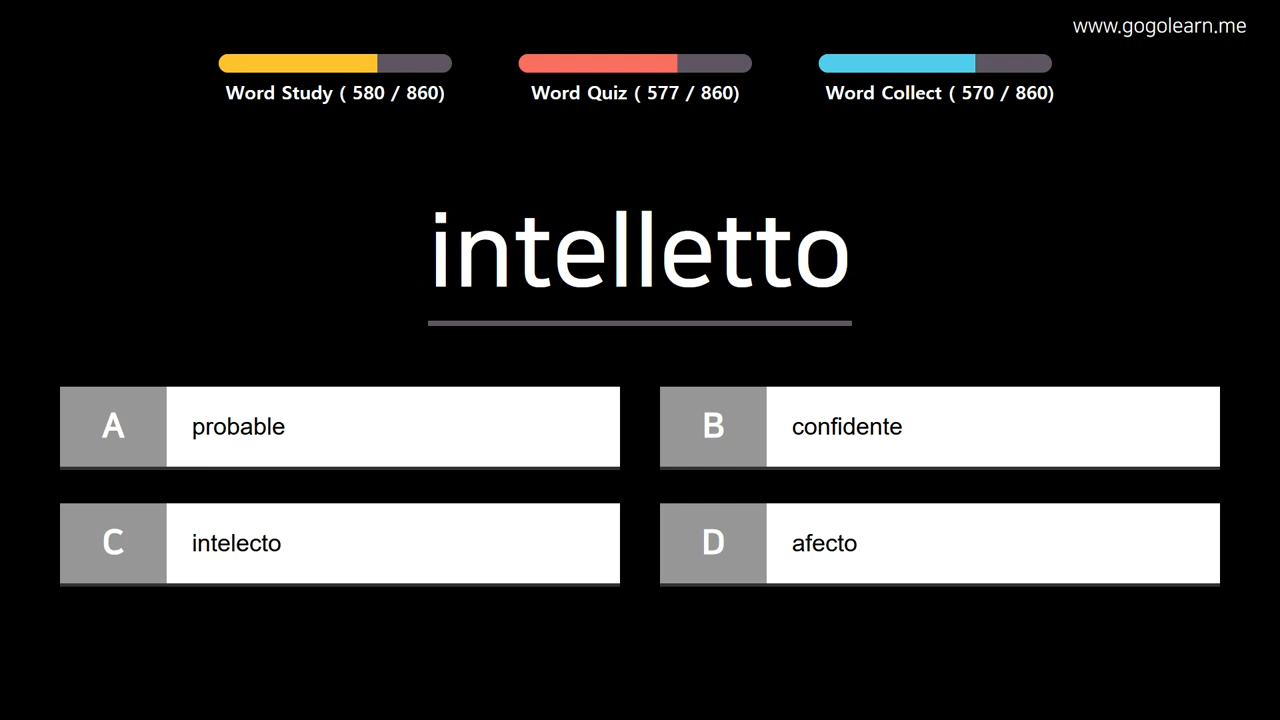 www.gogolearn.me
Word Study ( 580 / 860)
Word Quiz ( 577 / 860)
Word Collect ( 570 / 860)
intelletto
A probable
B confidente
C intelecto
D afecto